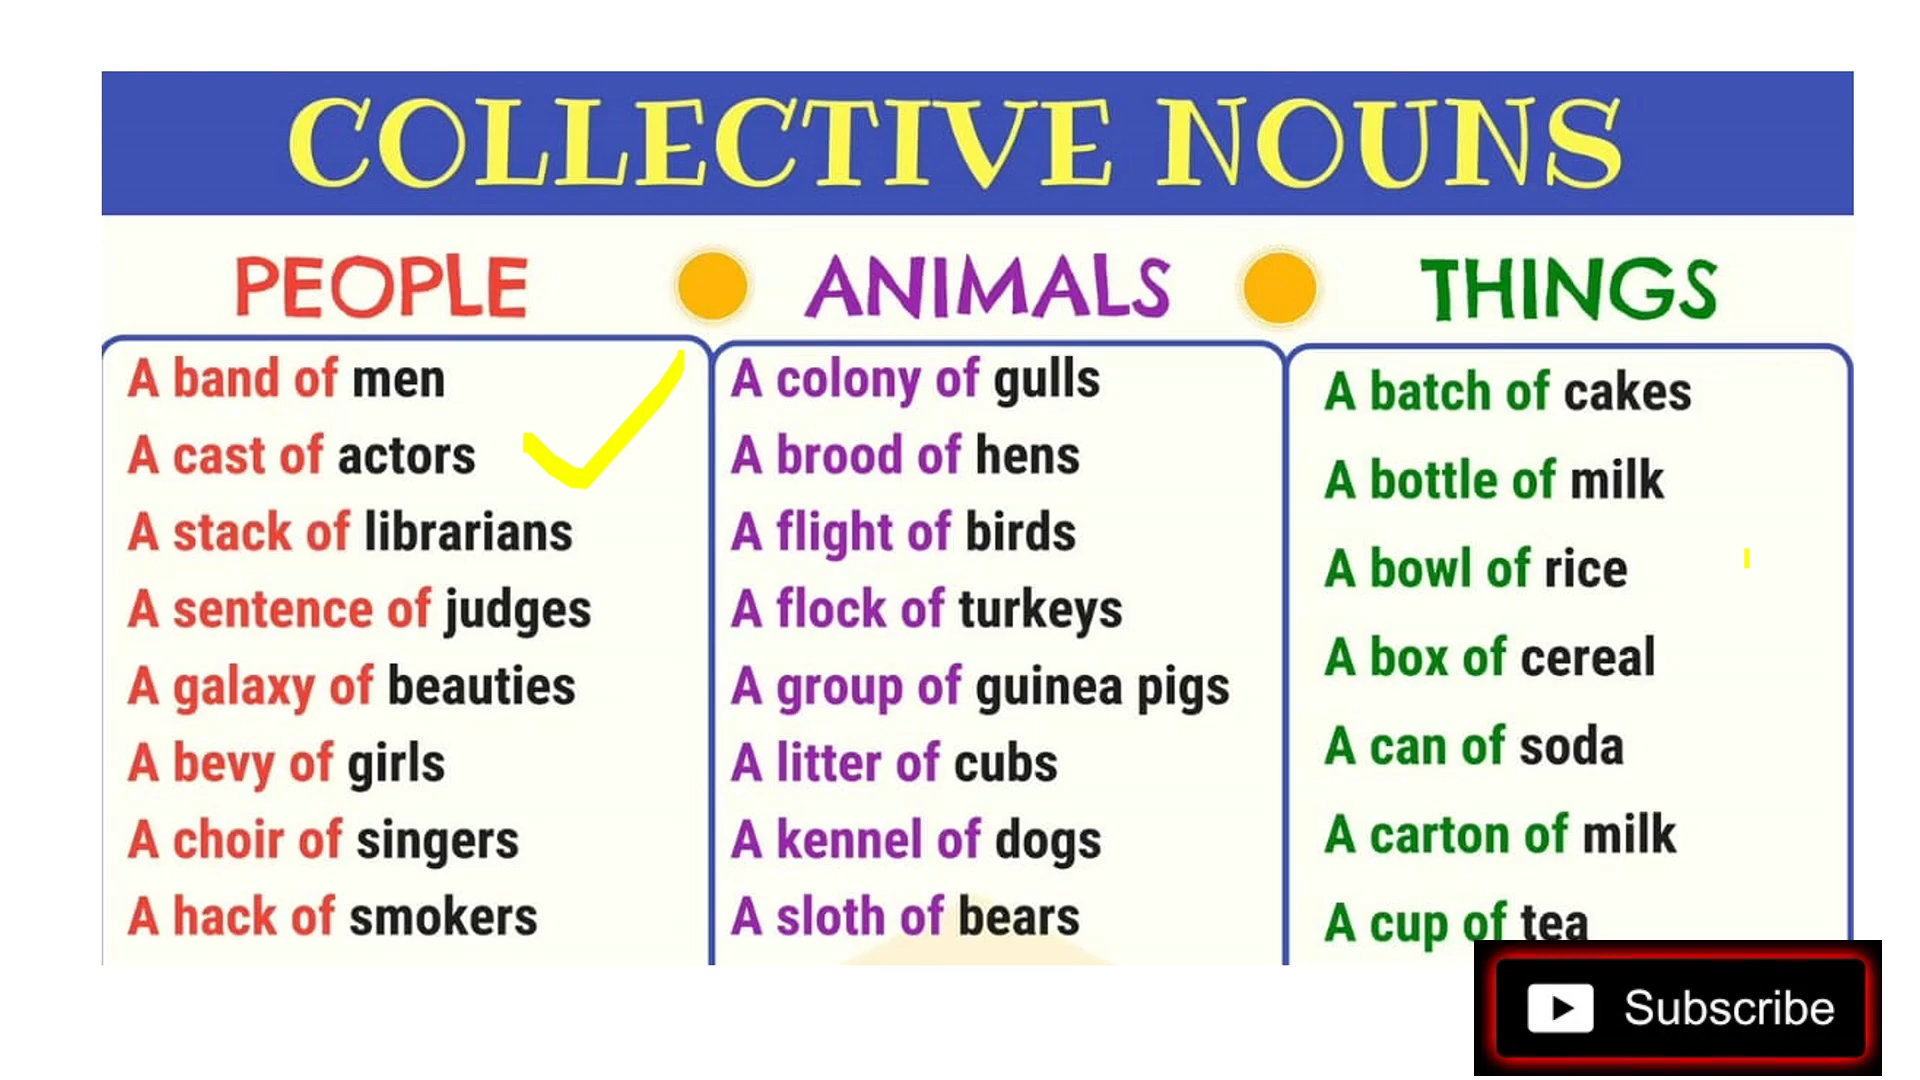 COLLECTIVE NOUNS
PEOPLE
A band of men
A cast of actors
A stack of librarians
A sentence of judges
A galaxy of beauties
A bevy of girls
A choir of singers
A hack of smokers
ANIMALS
A colony of gulls
A brood of hens
A flight of birds
A flock of turkeys
A group of guinea pigs
A litter of cubs
A kennel of dogs
A sloth of bears
THINGS
A batch of cakes
A bottle of milk
A bowl of rice
A box of cereal
A can of soda
A carton of milk
A cup of tea
Subscribe